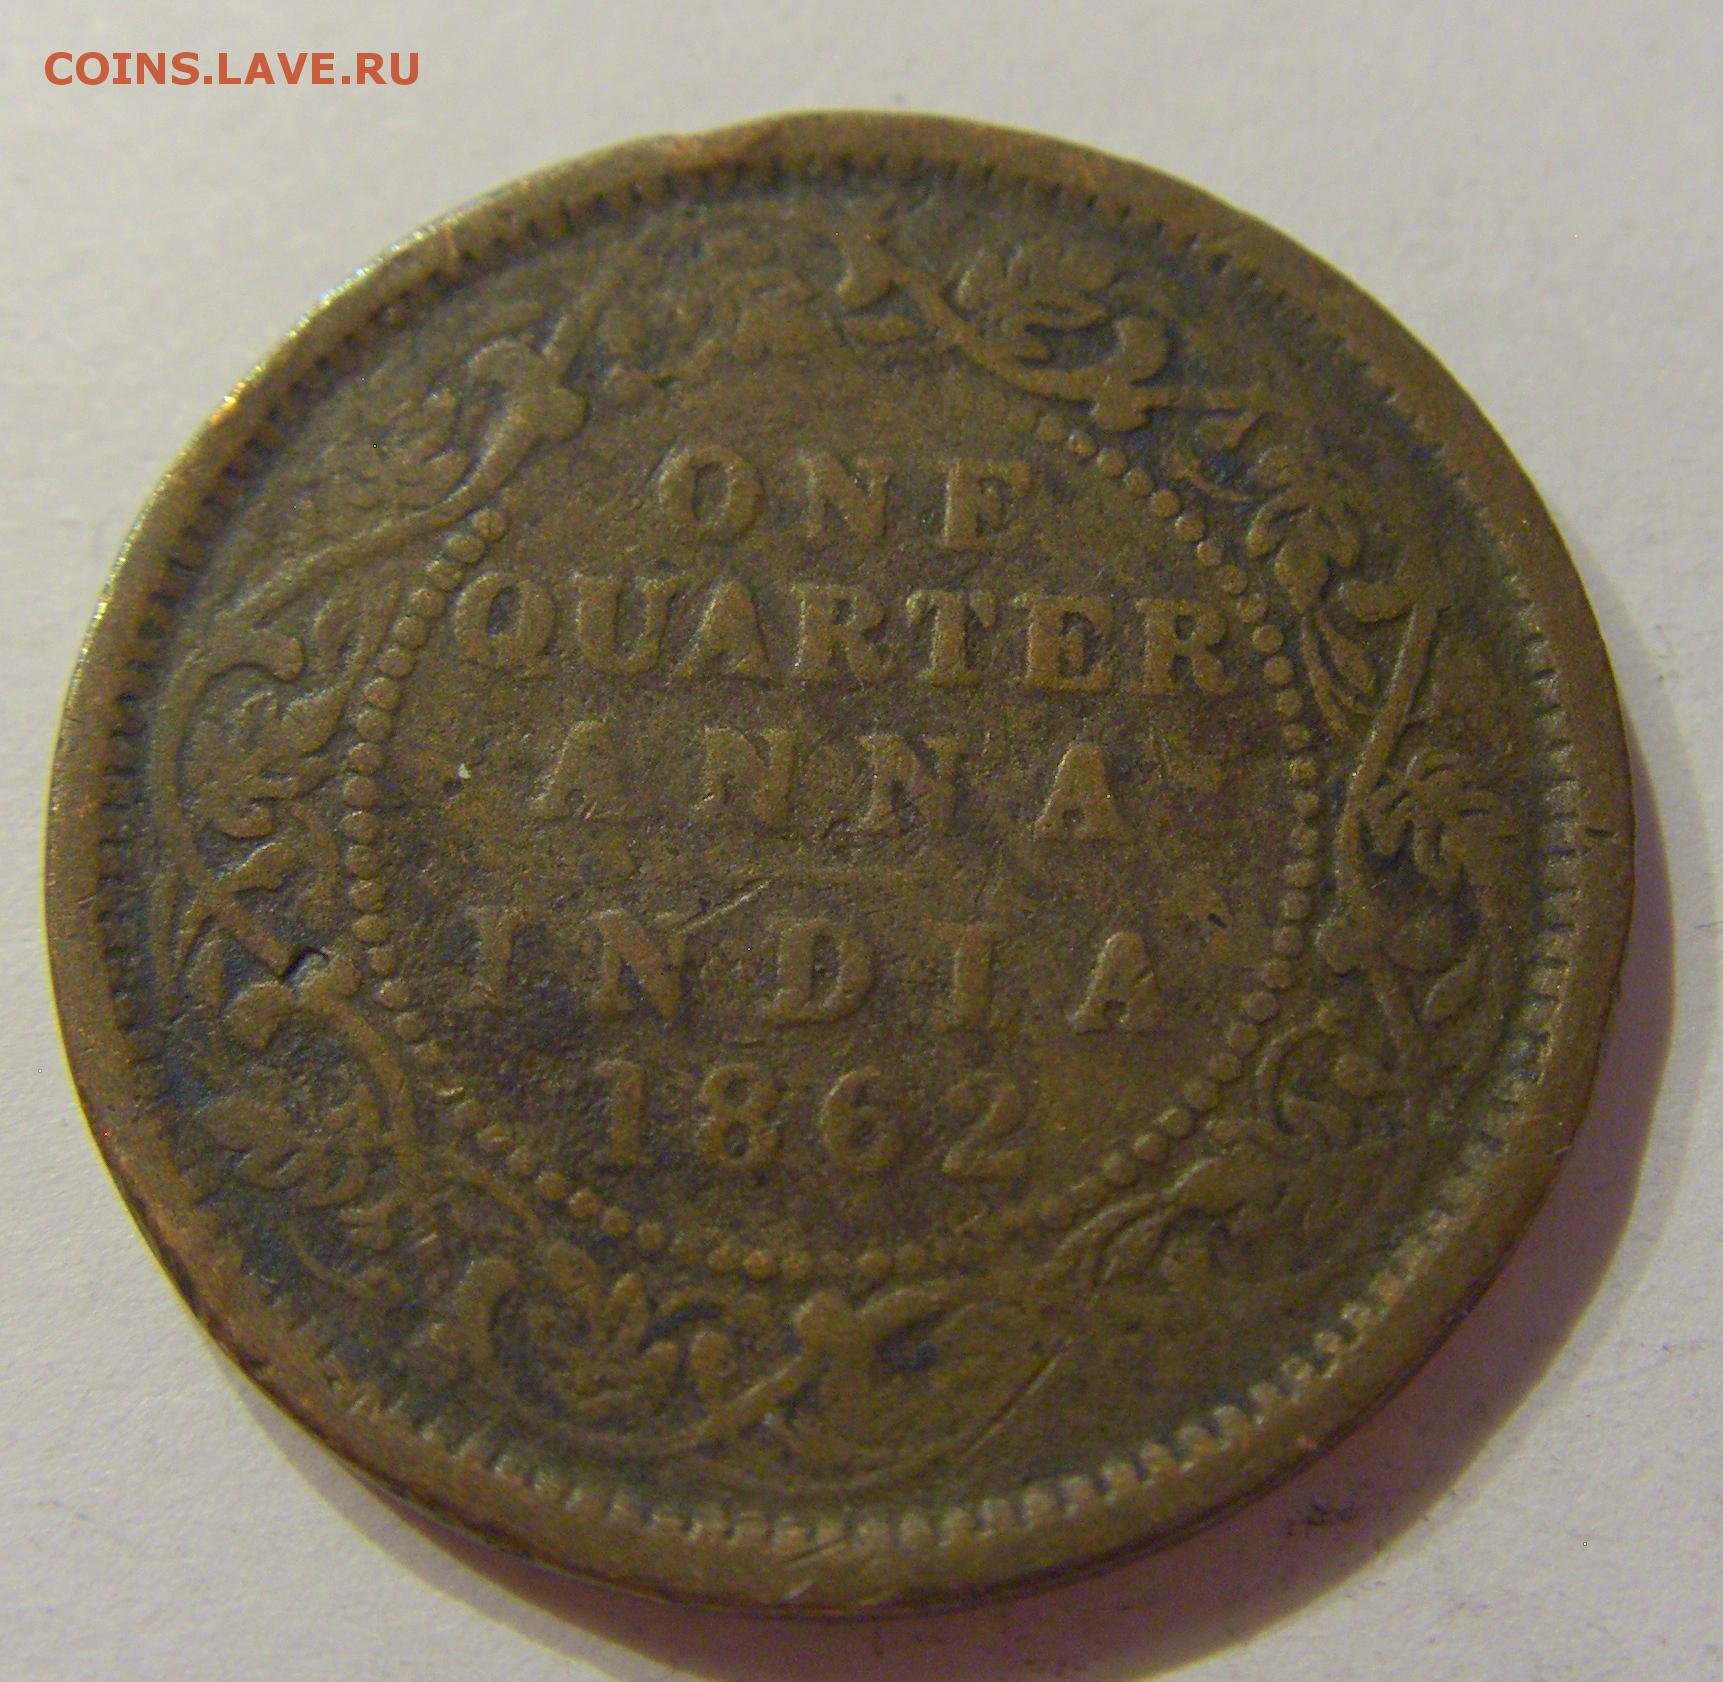 COINS.LAVE.RU
ONE
QUARTER
ANNA
INDIA
1862